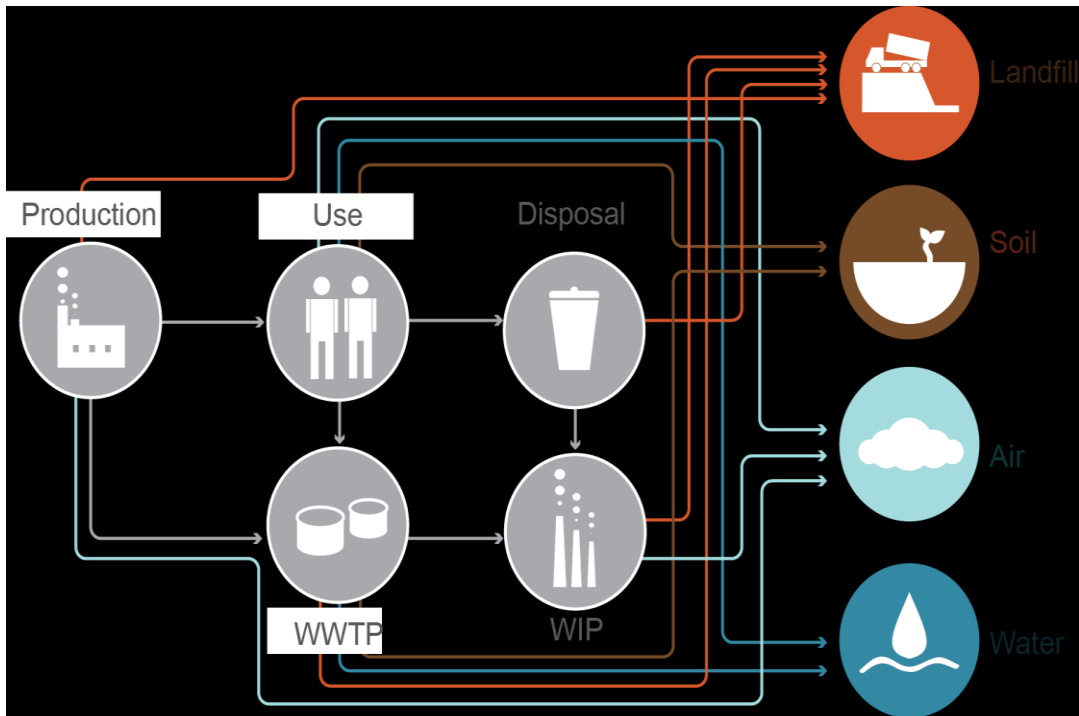 Landfill
Production
Use
Disposal
Soil
Air
WWTP
WIP
Water